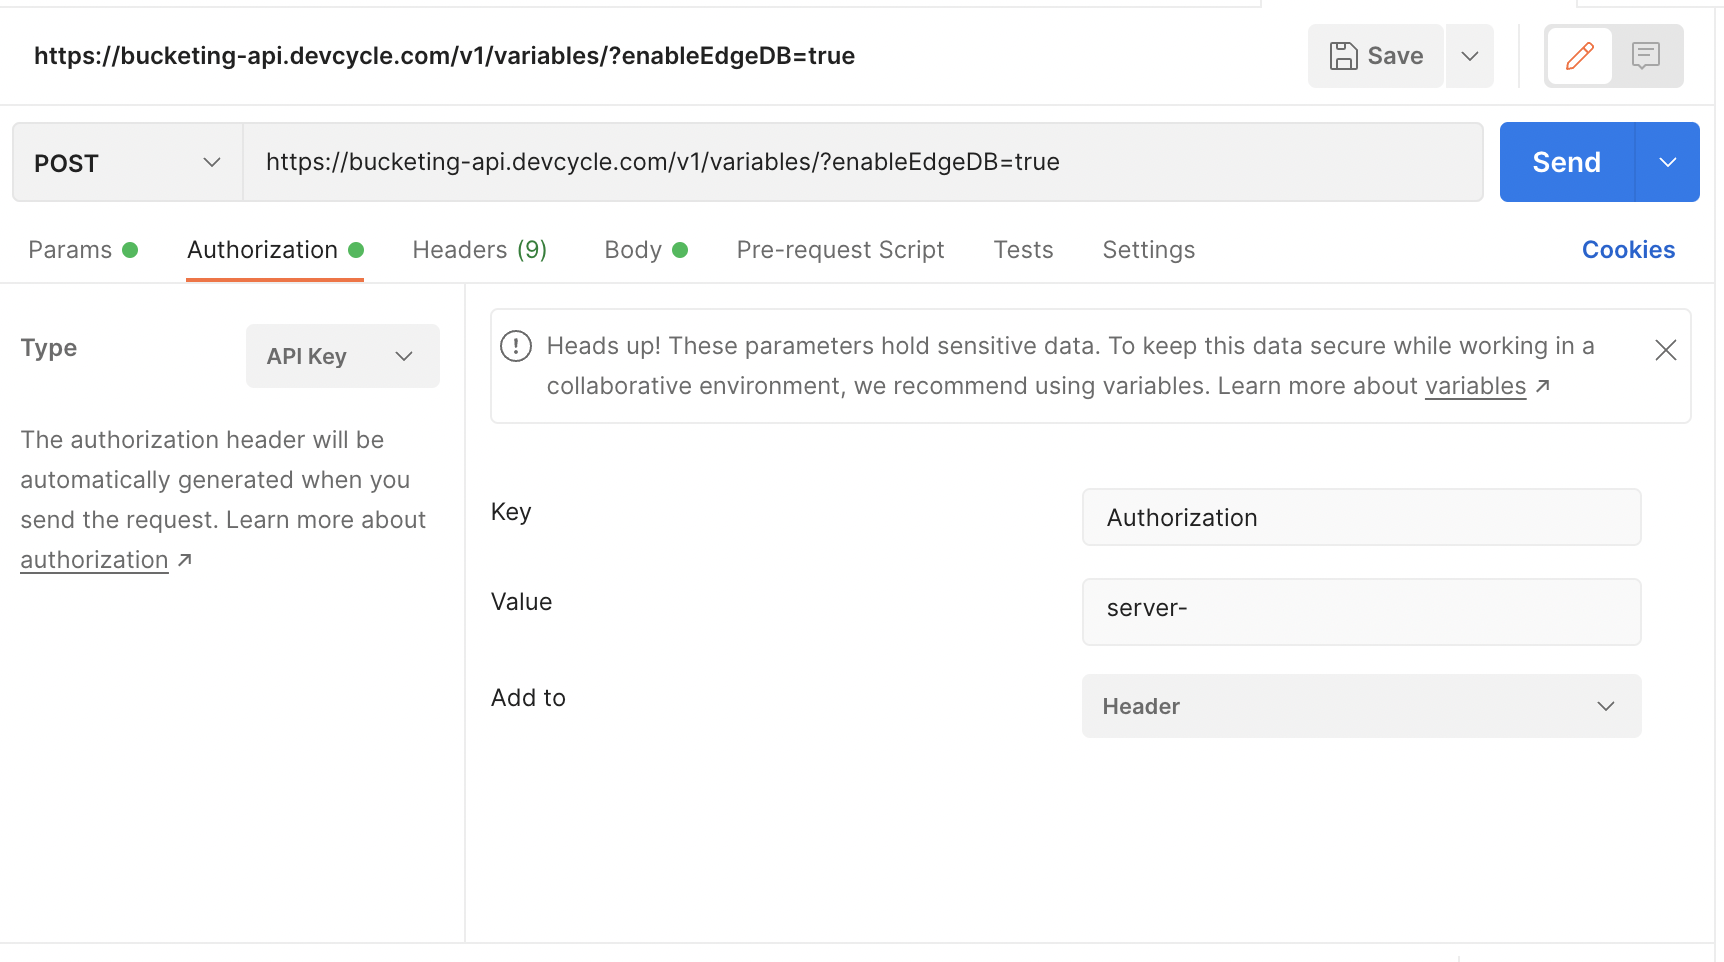 https://bucketing-api.devcycle.com/v1/variables/?enableEdgeDB=true
Save
POST
https://bucketing-api.devcycle.com/v1/variables/?enableEdgeDB=true
Send
Params
Authorization
Headers (9)
Body
Pre-request Script
Tests
Settings
Cookies
Type
API Key
The authorization header will be
automatically generated when you
send the request. Learn more about
authorization ↗
Heads up! These parameters hold sensitive data. To keep this data secure while working in a
collaborative environment, we recommend using variables. Learn more about variables ↗
Key
Authorization
Value
server-
Add to
Header